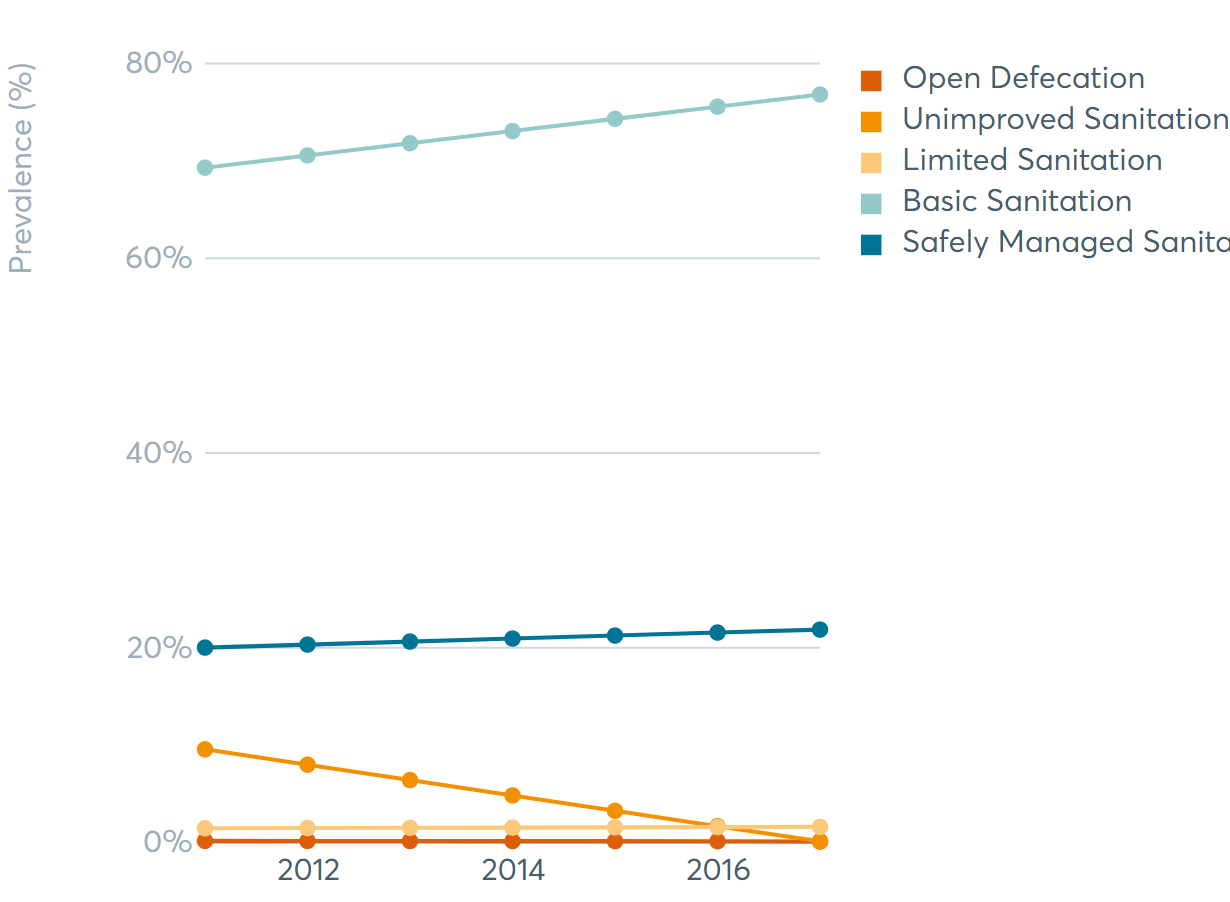 Prevalence (%)
80%
60%
40%
20%
0%
2012
2014
2016
Open Defecation
Unimproved Sanitation
Limited Sanitation
Basic Sanitation
Safely Managed Sanita